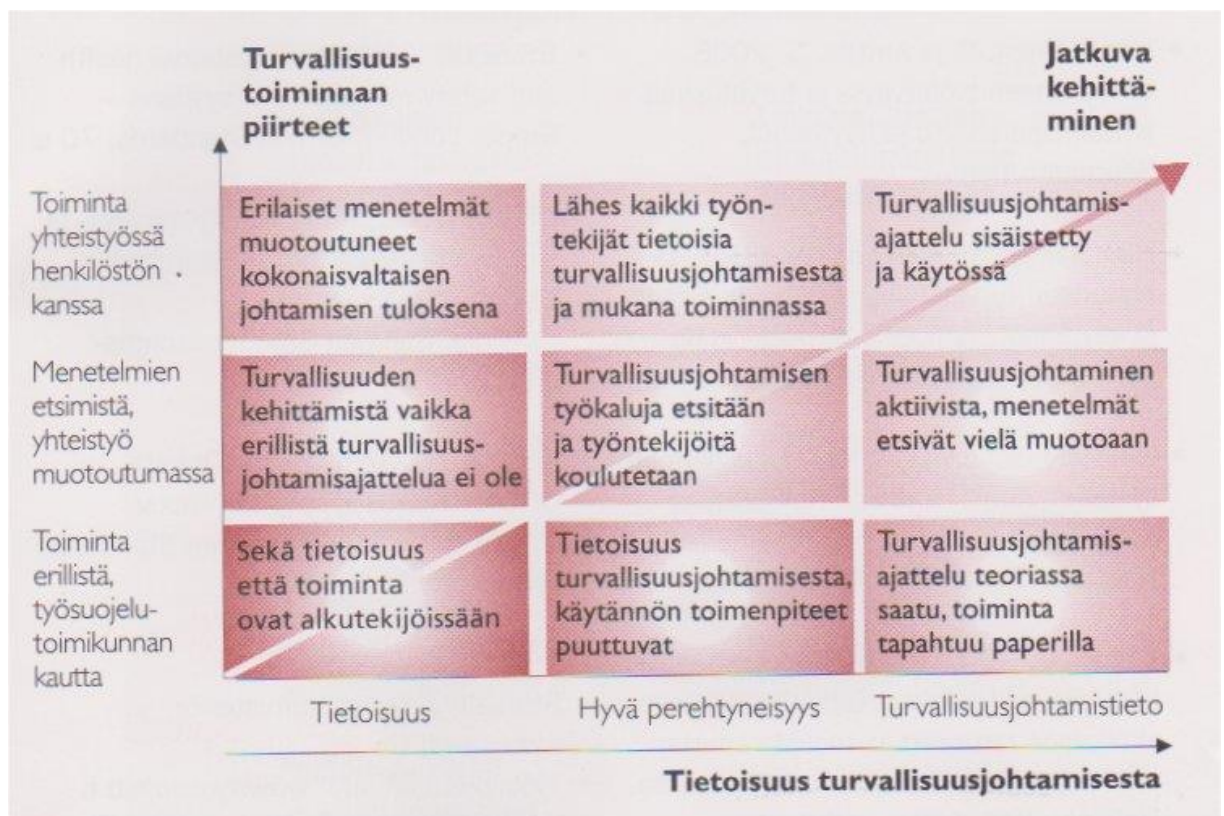 Turvallisuus-
toiminnan
piirteet
Jatkuva
kehittä-
minen
Toiminta
yhteistyössä
henkilöstön
kanssa
Erilaiset menetelmät
muotoutuneet
kokonaisvaltaisen
johtamisen tuloksena
Lähes kaikki työn-
tekijät tietoisia
turvallisuusjohtamisesta
ja mukana toiminnassa
Turvallisuusjohtamis-
ajattelu sisäistetty
ja käytössä
Menetelmien
etsimistä,
yhteistyö
muotoutumassa
Turvallisuuden
kehittämistä vaikka
erillistä turvallisuus-
johtamisajattelua ei ole
Turvallisuusjohtamisen
työkaluja etsitään
ja työntekijöitä
koulutetaan
Turvallisuusjohtaminen
aktiivista, menetelmät
etsivät vielä muotoaan
Toiminta
erillistä,
työsuojelu-
toimikunnan
kautta
Sekä tietoisuus
että toiminta
ovat alkutekijöissään
Tietoisuus
turvallisuusjohtamisesta,
käytännön toimenpiteet
puuttuvat
Turvallisuusjohtamis-
ajattelu teoriassa
saatu, toiminta
tapahtuu paperilla
Tietoisuus
Hyvä perehtyneisyys
Turvallisuusjohtamistieto
Tietoisuus turvallisuusjohtamisesta